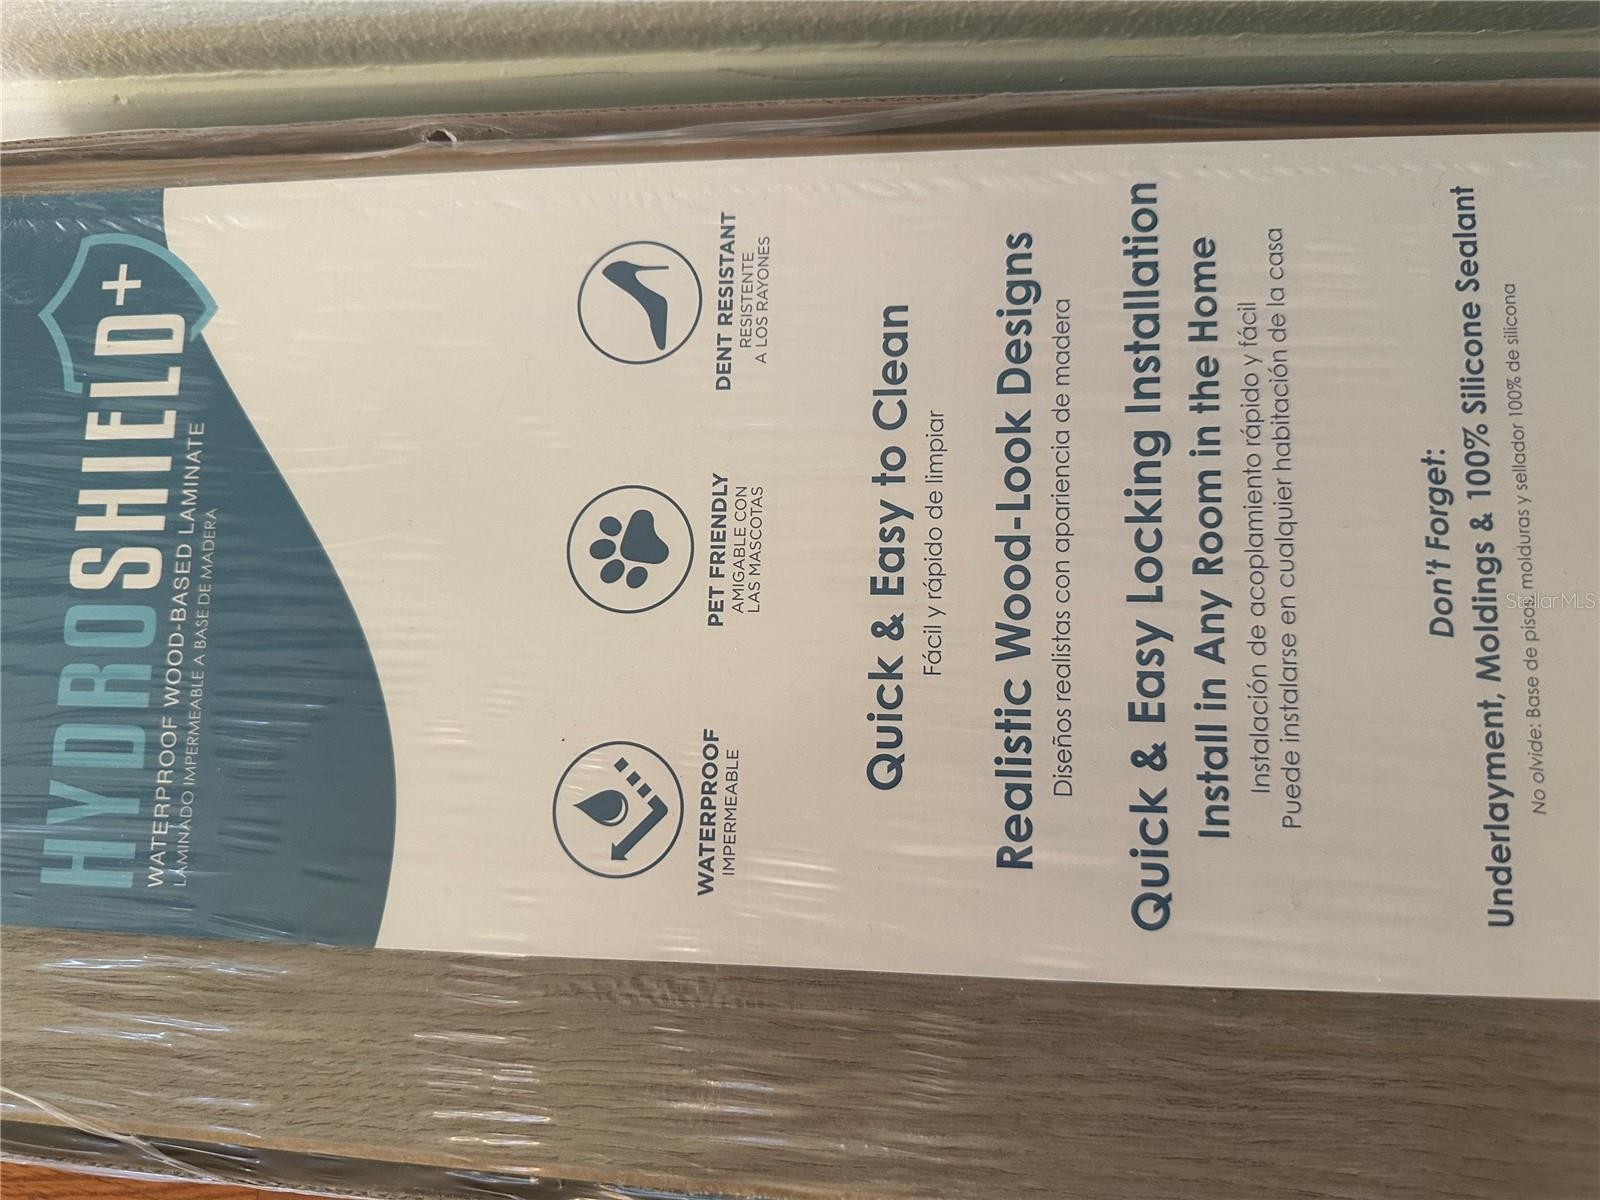 HYDROSHIELD+
WATERPROOF WOOD-BASED LAMINATE
LAMINADO IMPERMEABLE A BASE DE MADERA
WATERPROOF
IMPERMEABLE
PET FRIENDLY
AMIGABLE CON
LAS MASCOTAS
DENT RESISTANT
RESISTENTE
A LOS RAYONES
Quick & Easy to Clean
Fácil y rápido de limpiar
Realistic Wood-Look Designs
Diseños realistas con apariencia de madera
Quick & Easy Locking Installation
Install in Any Room in the Home
Instalación de acoplamiento rápido y fácil
Puede instalarse en cualquier habitación de la casa
Don't Forget:
Underlayment, Moldings & 100% Silicone Sealant
No olvide: Base de pisos, molduras y sellador 100% de silicona
StellarMLS